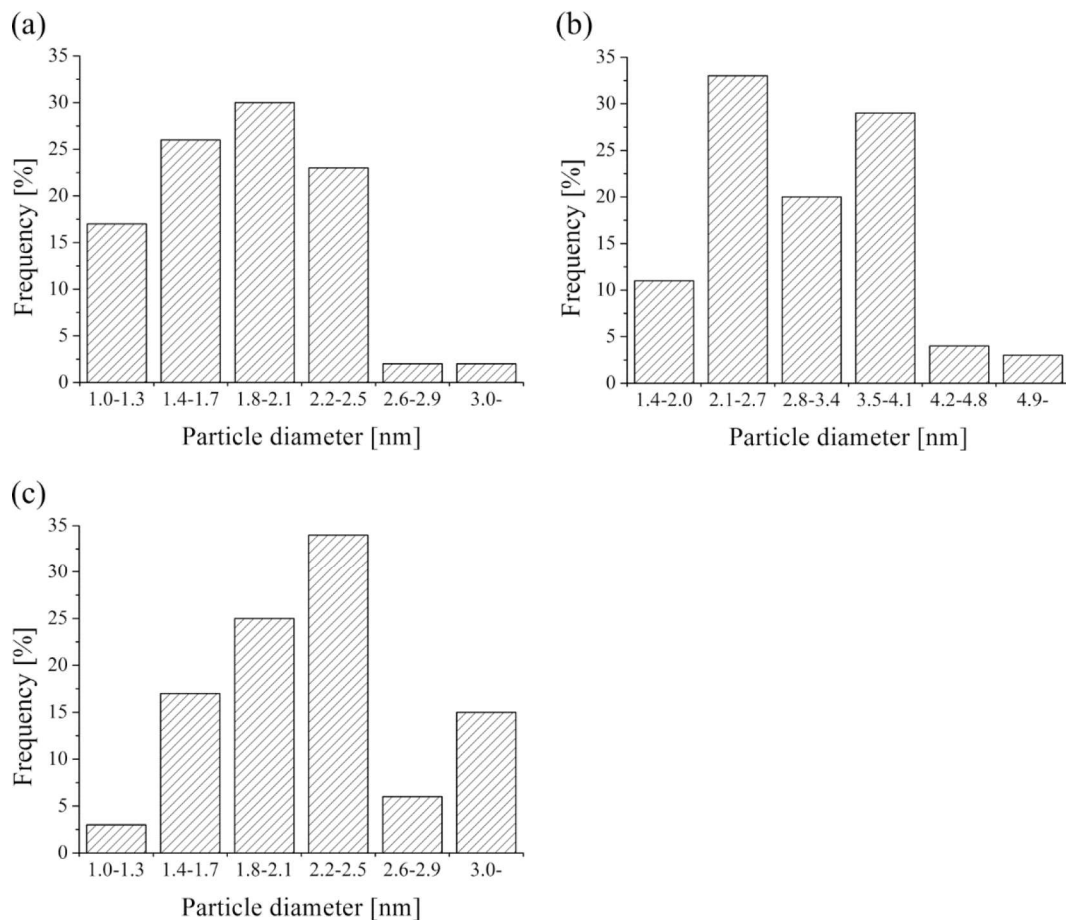 (a)
35
30
25
20
15
10
5
0
Frequency [%]
1.0-1.3 1.4-1.7 1.8-2.1 2.2-2.5 2.6-2.9 3.0-
Particle diameter [nm]
(b)
35
30
25
20
15
10
5
0
Frequency [%]
1.4-2.0 2.1-2.7 2.8-3.4 3.5-4.1 4.2-4.8 4.9-
Particle diameter [nm]
(c)
35
30
25
20
15
10
5
0
Frequency [%]
1.0-1.3 1.4-1.7 1.8-2.1 2.2-2.5 2.6-2.9 3.0-
Particle diameter [nm]